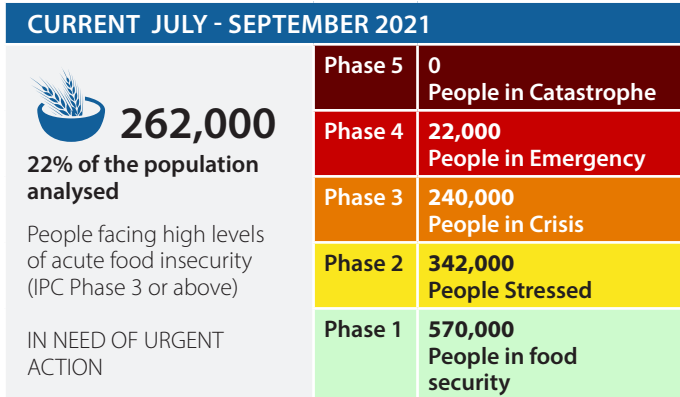 CURRENT JULY - SEPTEMBER 2021
262,000
22% of the population
analysed
People facing high levels
of acute food insecurity
(IPC Phase 3 or above)
IN NEED OF URGENT
ACTION
Phase 5
0
People in Catastrophe
Phase 4
22,000
People in Emergency
Phase 3
240,000
People in Crisis
Phase 2
342,000
People Stressed
Phase 1
570,000
People in food
security